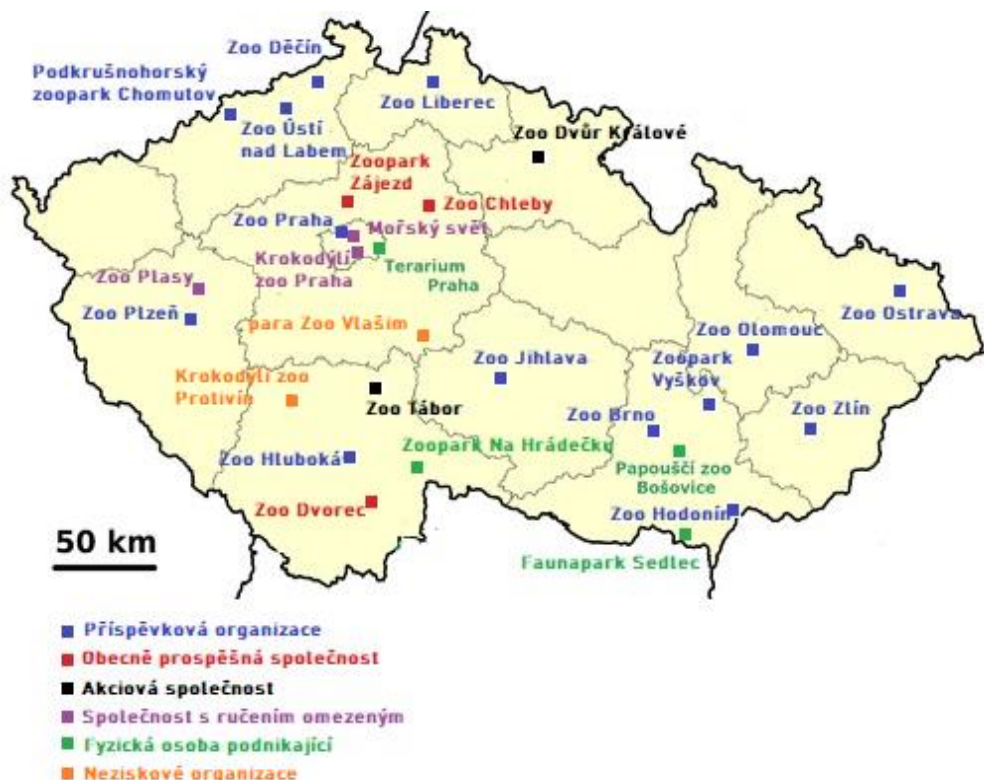 Zoo Děčín
Podkrušnohorský
zoopark Chomutov
Zoo Liberec
Zoo Ústí
nad Labem
Zoo Dvůr Králové
Zoopark
Zájezd
Zoo Chleby
Zoo Praha
Mořský svět
Krokodýlí
zoo Praha
Terarium
Praha
Zoo Plasy
Zoo Plzeň
Zoo Ostrava
para Zoo Vlašim
Zoo Olomouc
Zoo Jihlava
Zoopark
Vyškov
Krokodýlí zoo
Protivín
Zoo Tábor
Zoo Brno
Zoo Zlín
Zoopark Na Hrádečku
Zoo Hluboká
Papouščí zoo
Bošovice
Zoo Dvorec
Zoo Hodonín
50 km
Faunapark Sedlec
Příspěvková organizace
Obecně prospěšná společnost
Akciová společnost
Společnost s ručením omezeným
Fyzická osoba podnikající
Neziskové organizace